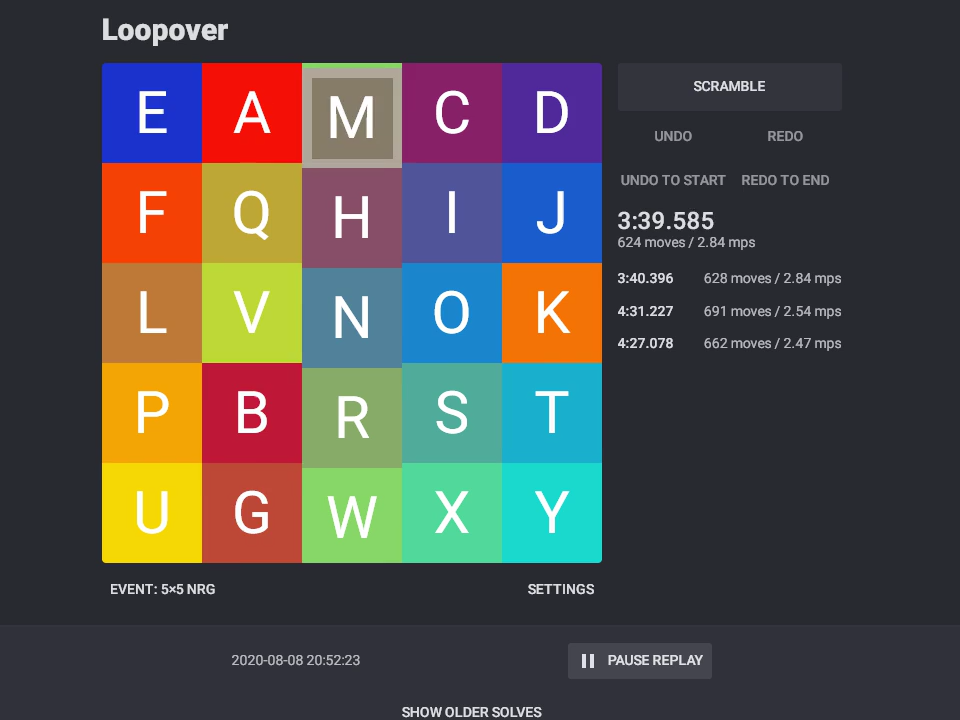 Loopover
E A M C D
F Q H I J
L V N O K
P B R S T
U G W X Y
SCRAMBLE
UNDO REDO
UNDO TO START REDO TO END
3:39.585
624 moves / 2.84 mps
3:40.396 628 moves / 2.84 mps
4:31.227 691 moves / 2.54 mps
4:27.078 662 moves / 2.47 mps
EVENT: 5×5 NRG SETTINGS
2020-08-08 20:52:23 PAUSE REPLAY
SHOW OLDER SOLVES